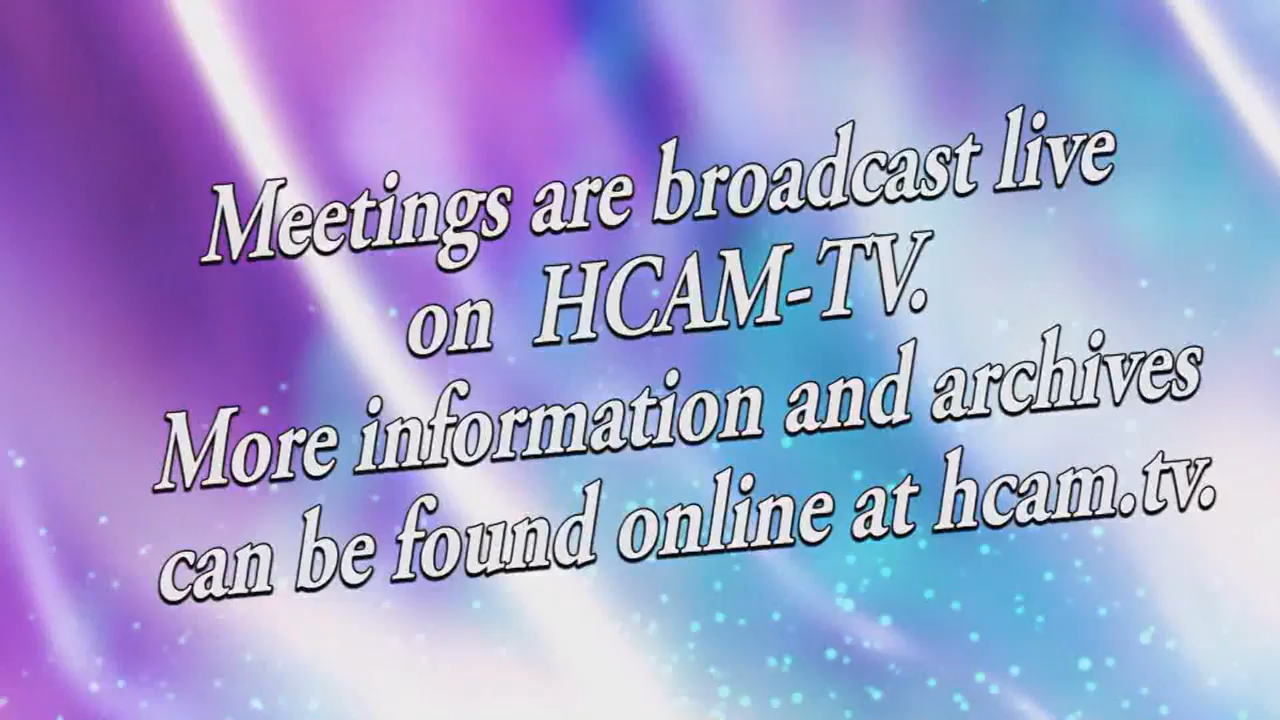 Meetings are broadcast live
on HCAM-TV.
More information and archives
can be found online at hcam.tv.